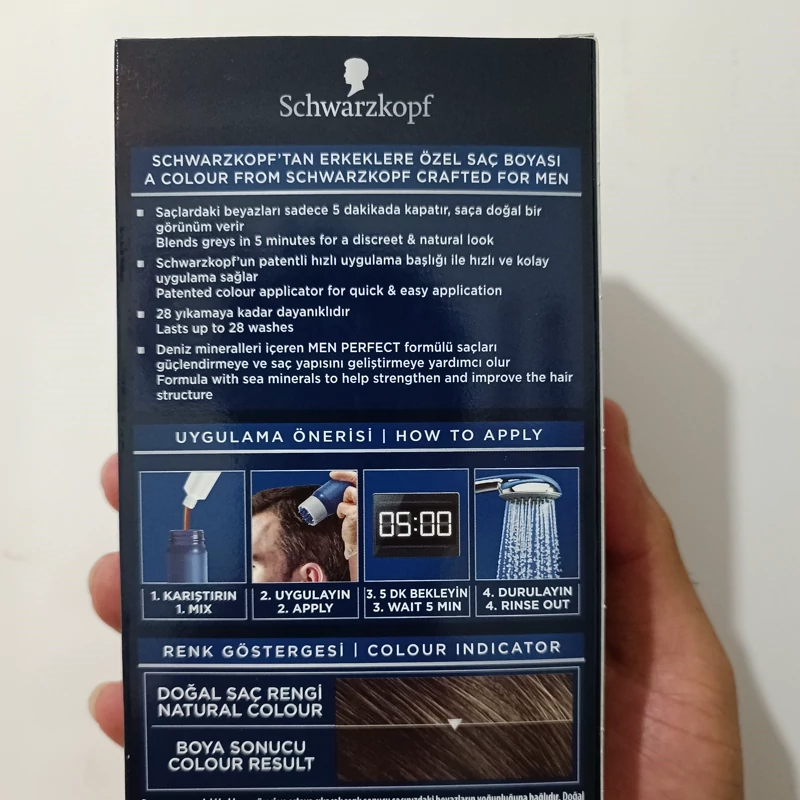 Schwarzkopf
SCHWARZKOPF'TAN ERKEKLERE ÖZEL SAÇ BOYASI
A COLOUR FROM SCHWARZKOPF CRAFTED FOR MEN
Saçlardaki beyazları sadece 5 dakikada kapatır, saça doğal bir
görünüm verir
Blends greys in 5 minutes for a discreet & natural look
Schwarzkopf'un patentli hızlı uygulama başlığı ile hızlı ve kolay
uygulama sağlar
Patented colour applicator for quick & easy application
28 yıkamaya kadar dayanıklıdır
Lasts up to 28 washes
Deniz mineralleri içeren MEN PERFECT formülü saçları
güçlendirmeye ve saç yapısını geliştirmeye yardımcı olur
Formula with sea minerals to help strengthen and improve the hair
structure
UYGULAMA ÖNERİSİ | HOW TO APPLY
05:00
1. KARIŞTIRIN
1. MIX
2. UYGULAYIN
2. APPLY
3. 5 DK BEKLEYİN
3. WAIT 5 MIN
4. DURULAYIN
4. RINSE OUT
RENK GÖSTERGESİ | COLOUR INDICATOR
DOĞAL SAÇ RENGİ
NATURAL COLOUR
BOYA SONUCU
COLOUR RESULT
saçınızdaki beyazların yoğunluğuna bağlıdır. Doğal